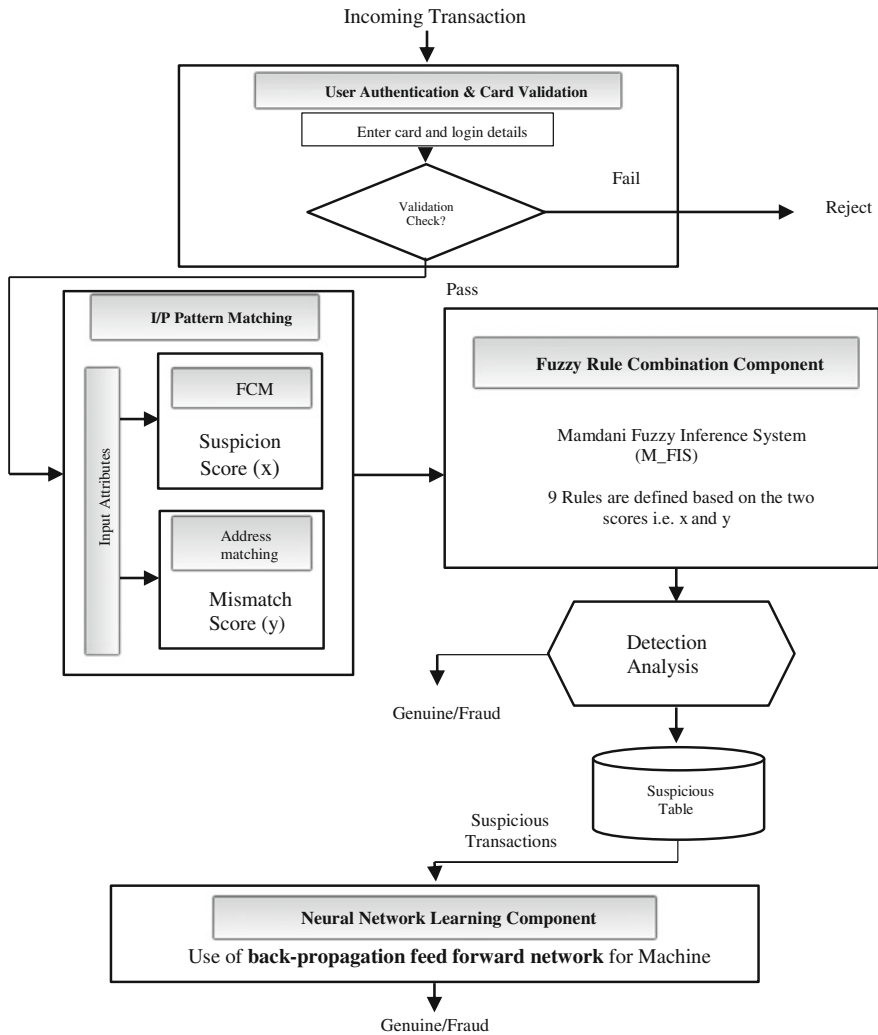 Incoming Transaction
User Authentication & Card Validation
Enter card and login details
Validation
Check?
Fail
Reject
Pass
I/P Pattern Matching
Input Attributes
FCM
Suspicion
Score (x)
Address
matching
Mismatch
Score (y)
Fuzzy Rule Combination Component
Mamdani Fuzzy Inference System
(M_FIS)
9 Rules are defined based on the two
scores i.e. x and y
Detection
Analysis
Genuine/Fraud
Suspicious
Table
Suspicious
Transactions
Neural Network Learning Component
Use of back-propagation feed forward network for Machine
Genuine/Fraud